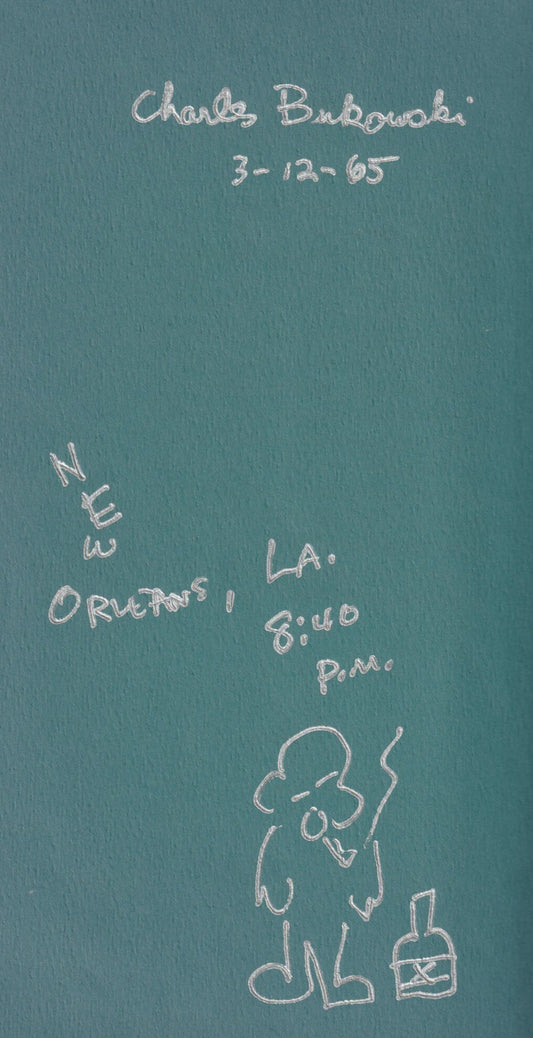 Charles Bukowski
3-12-65
NEW
ORLEANS, LA.
8:40
P.M.
X